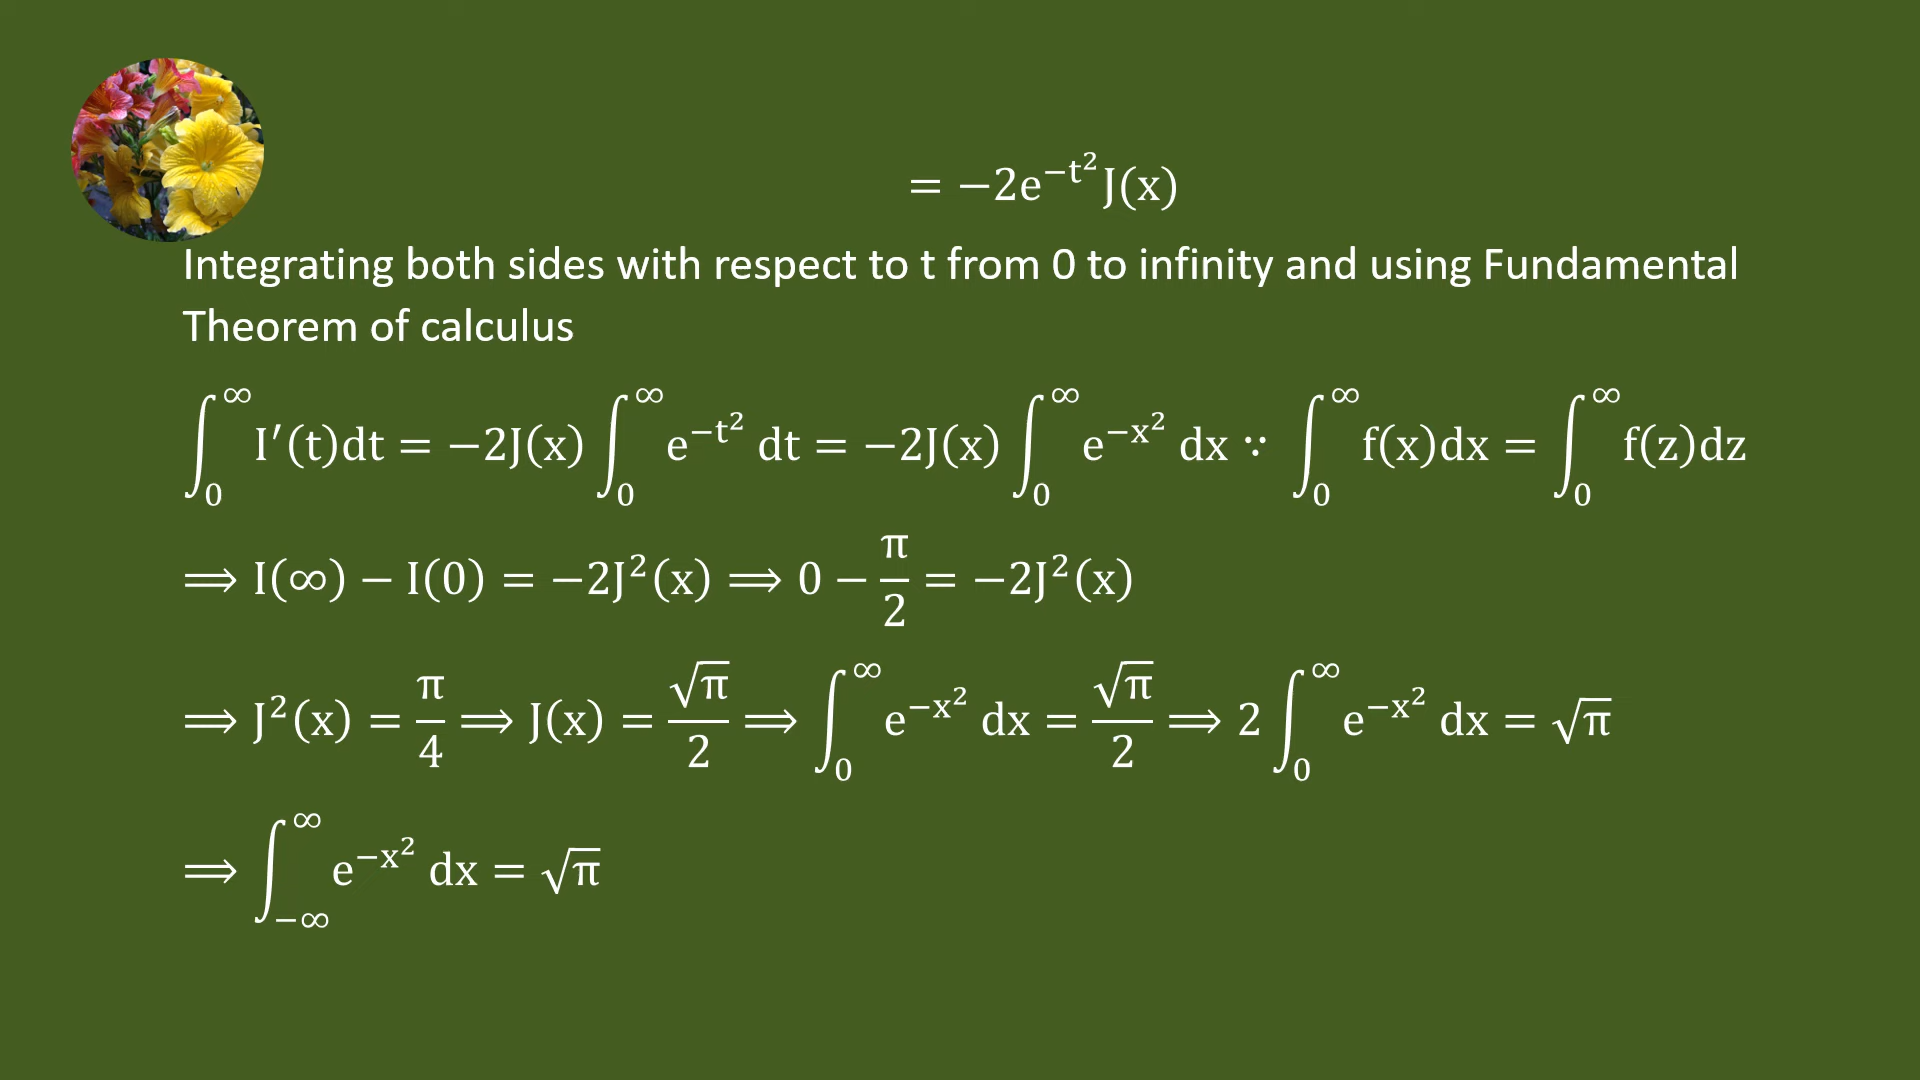 = −2e^{−t²}J(x)
Integrating both sides with respect to t from 0 to infinity and using Fundamental
Theorem of calculus
∫₀^∞ I′(t)dt = −2J(x) ∫₀^∞ e^{−t²} dt = −2J(x) ∫₀^∞ e^{−x²} dx ∵ ∫₀^∞ f(x)dx = ∫₀^∞ f(z)dz
⟹ I(∞) − I(0) = −2J²(x) ⟹ 0 − π/2 = −2J²(x)
⟹ J²(x) = π/4 ⟹ J(x) = √π/2 ⟹ ∫₀^∞ e^{−x²} dx = √π/2 ⟹ 2 ∫₀^∞ e^{−x²} dx = √π
⟹ ∫_{−∞}^∞ e^{−x²} dx = √π